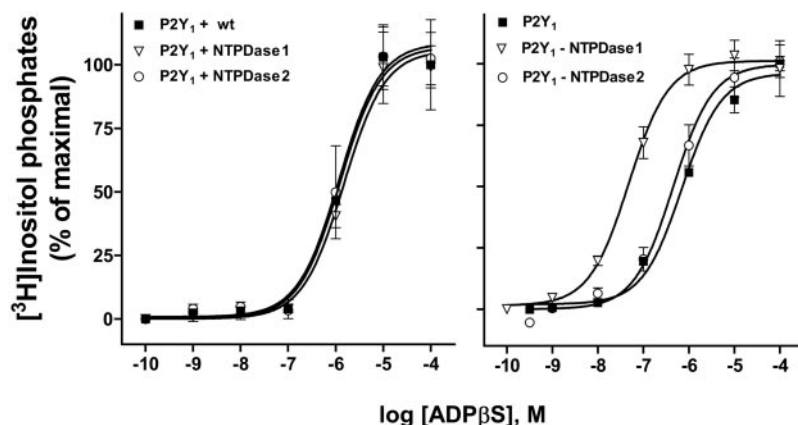 P2Y₁ + wt
P2Y₁ + NTPDase1
P2Y₁ + NTPDase2
P2Y₁
P2Y₁ - NTPDase1
P2Y₁ - NTPDase2
[³H]Inositol phosphates
(% of maximal)
100
75
50
25
0
-10 -9 -8 -7 -6 -5 -4
-10 -9 -8 -7 -6 -5 -4
log [ADPβS], M